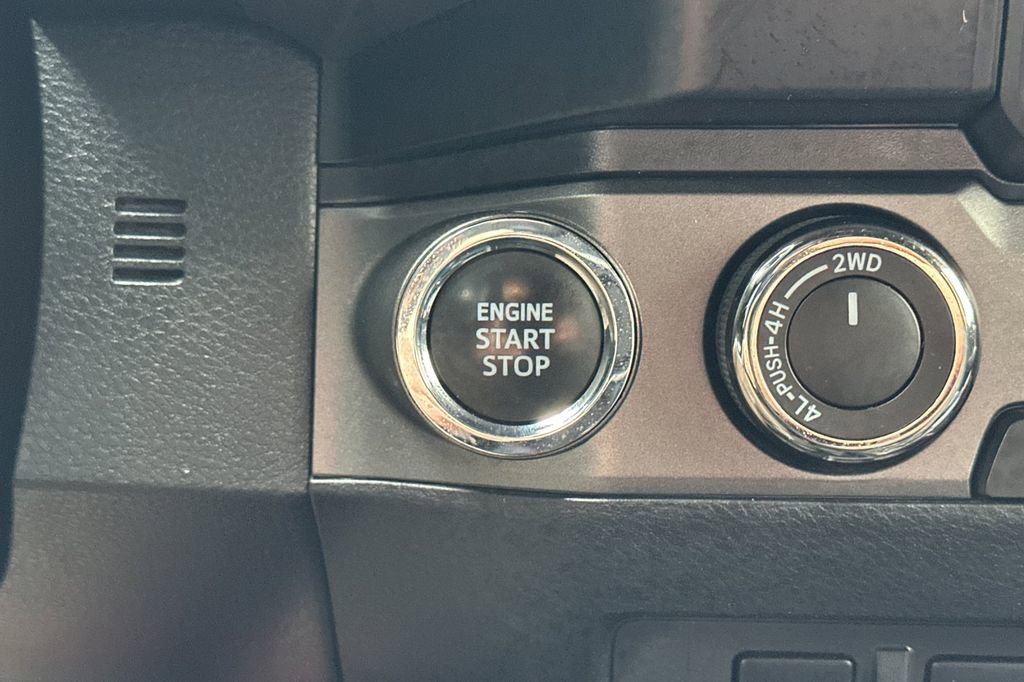 ENGINE
START
STOP
2WD
4L-PUSH-4H